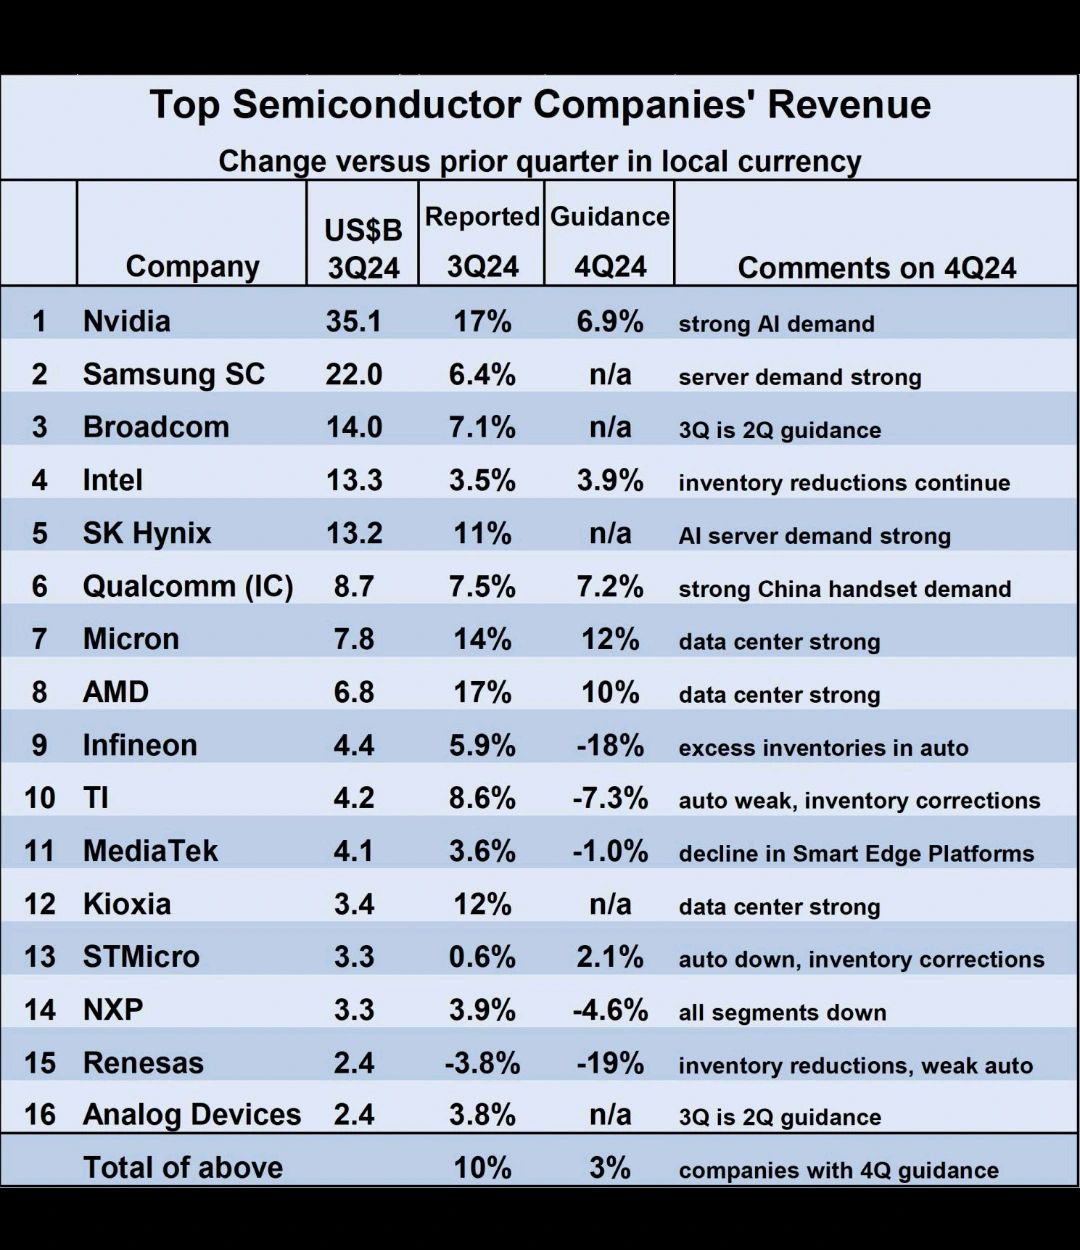 Top Semiconductor Companies' Revenue
Change versus prior quarter in local currency
Company US$B 3Q24 Reported 3Q24 Guidance 4Q24 Comments on 4Q24
1 Nvidia 35.1 17% 6.9% strong AI demand
2 Samsung SC 22.0 6.4% n/a server demand strong
3 Broadcom 14.0 7.1% n/a 3Q is 2Q guidance
4 Intel 13.3 3.5% 3.9% inventory reductions continue
5 SK Hynix 13.2 11% n/a AI server demand strong
6 Qualcomm (IC) 8.7 7.5% 7.2% strong China handset demand
7 Micron 7.8 14% 12% data center strong
8 AMD 6.8 17% 10% data center strong
9 Infineon 4.4 5.9% -18% excess inventories in auto
10 TI 4.2 8.6% -7.3% auto weak, inventory corrections
11 MediaTek 4.1 3.6% -1.0% decline in Smart Edge Platforms
12 Kioxia 3.4 12% n/a data center strong
13 STMicro 3.3 0.6% 2.1% auto down, inventory corrections
14 NXP 3.3 3.9% -4.6% all segments down
15 Renesas 2.4 -3.8% -19% inventory reductions, weak auto
16 Analog Devices 2.4 3.8% n/a 3Q is 2Q guidance
Total of above 10% 3% companies with 4Q guidance